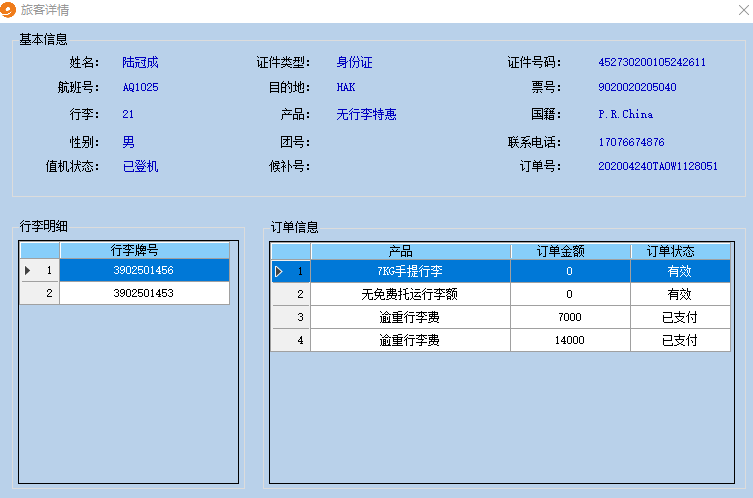 旅客详情
基本信息
姓名: 陆冠成 证件类型: 身份证 证件号码: 452730200105242611
航班号: AQ1025 目的地: HAK 票号: 9020020205040
行李: 21 产品: 无行李特惠 国籍: P.R.China
性别: 男 团号: 联系电话: 17076674876
值机状态: 已登机 候补号: 订单号: 202004240TAOW1128051
行李明细
行李牌号
1 3902501456
2 3902501453
订单信息
产品 订单金额 订单状态
1 7KG手提行李 0 有效
2 无免费托运行李额 0 有效
3 逾重行李费 7000 已支付
4 逾重行李费 14000 已支付